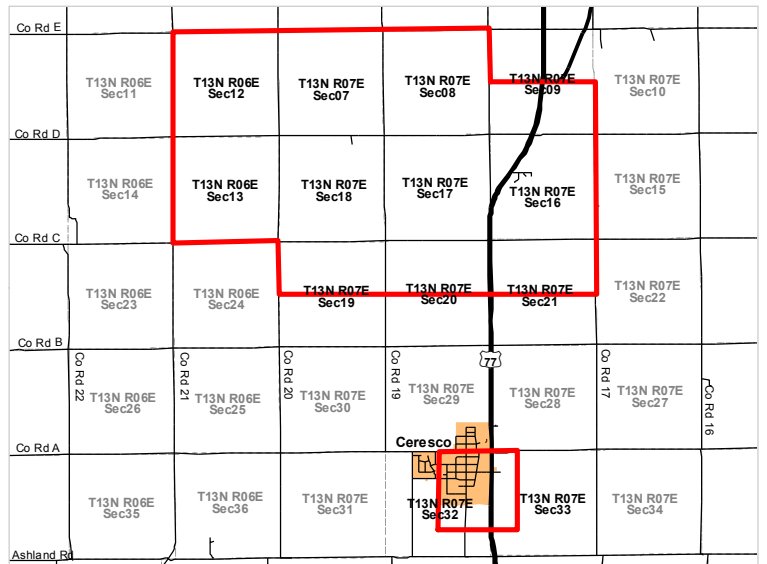 Co Rd E
T13N R06E
Sec11
T13N R06E
Sec12
T13N R07E
Sec07
T13N R07E
Sec08
T13N R07E
Sec09
T13N R07E
Sec10
Co Rd D
T13N R06E
Sec14
T13N R06E
Sec13
T13N R07E
Sec18
T13N R07E
Sec17
T13N R07E
Sec16
T13N R07E
Sec15
Co Rd C
T13N R06E
Sec23
T13N R06E
Sec24
T13N R07E
Sec19
T13N R07E
Sec20
T13N R07E
Sec21
T13N R07E
Sec22
Co Rd B
Co Rd 22
Co Rd 21
Co Rd 20
Co Rd 19
77
Co Rd 17
Co Rd 16
T13N R06E
Sec26
T13N R06E
Sec25
T13N R07E
Sec30
T13N R07E
Sec29
T13N R07E
Sec28
T13N R07E
Sec27
Co Rd A
Ceresco
T13N R06E
Sec35
T13N R06E
Sec36
T13N R07E
Sec31
T13N R07E
Sec32
T13N R07E
Sec33
T13N R07E
Sec34
Ashland Rd